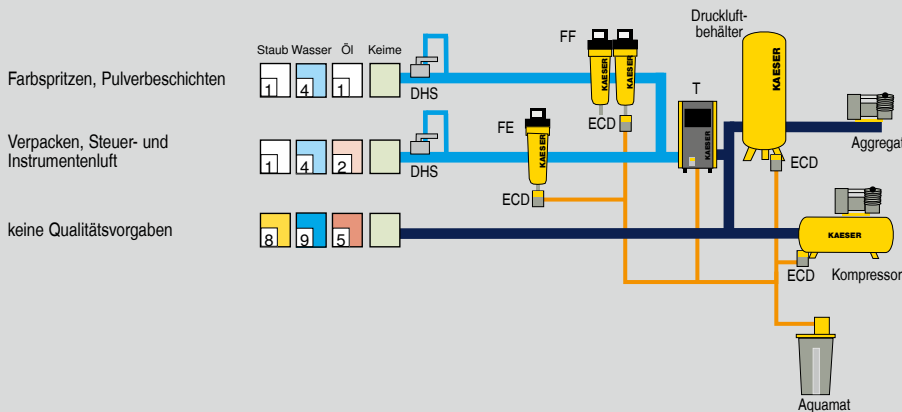 Druckluft-
behälter
Staub Wasser Öl Keime
FF
T
Farbspritzen, Pulverbeschichten
1 4 1
DHS
KAESER KAESER
ECD
KAESER
Aggregat
Verpacken, Steuer- und
Instrumentenluft
1 4 2
DHS
FE
KAESER
ECD
KAESER
ECD
keine Qualitätsvorgaben
8 9 5
KAESER
ECD
Kompressor
Aquamat